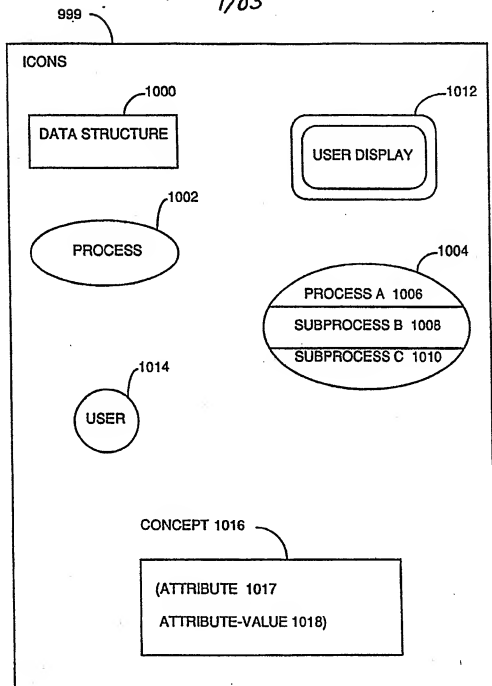 1/03
999
ICONS
1000
DATA STRUCTURE
1012
USER DISPLAY
1002
PROCESS
1004
PROCESS A 1006
SUBPROCESS B 1008
SUBPROCESS C 1010
1014
USER
CONCEPT 1016
(ATTRIBUTE 1017
ATTRIBUTE-VALUE 1018)